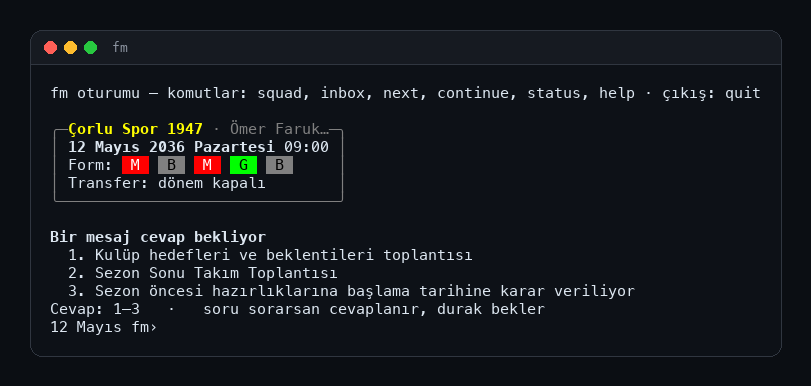 fm
fm oturumu — komutlar: squad, inbox, next, continue, status, help · çıkış: quit
Çorlu Spor 1947 · Ömer Faruk…
12 Mayıs 2036 Pazartesi 09:00
Form: M B M G B
Transfer: dönem kapalı
Bir mesaj cevap bekliyor
1. Kulüp hedefleri ve beklentileri toplantısı
2. Sezon Sonu Takım Toplantısı
3. Sezon öncesi hazırlıklarına başlama tarihine karar veriliyor
Cevap: 1–3 · soru sorarsan cevaplanır, durak bekler
12 Mayıs fm›